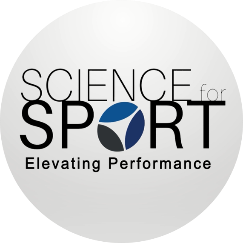 SCIENCE for
SPORT
Elevating Performance